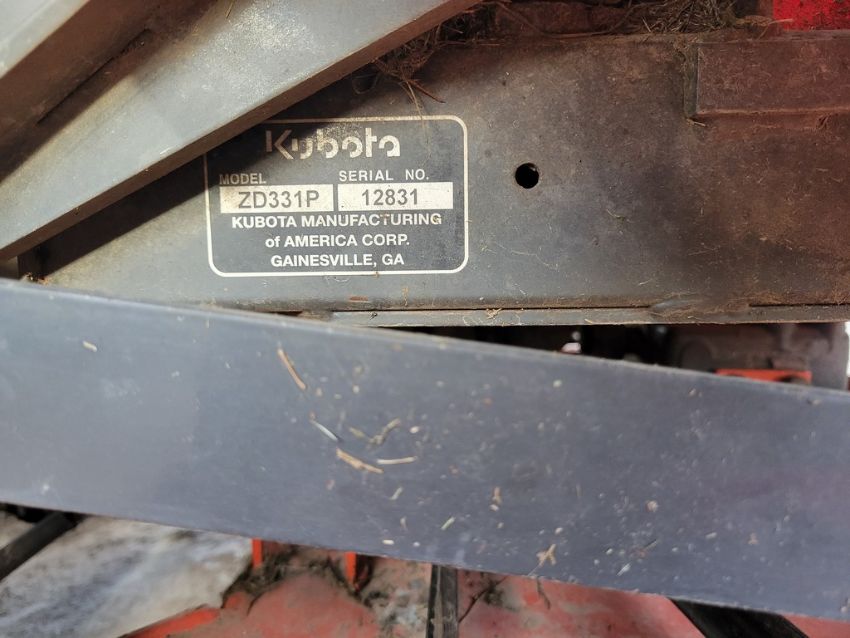 Kubota
MODEL SERIAL NO.
ZD331P 12831
KUBOTA MANUFACTURING
of AMERICA CORP.
GAINESVILLE, GA